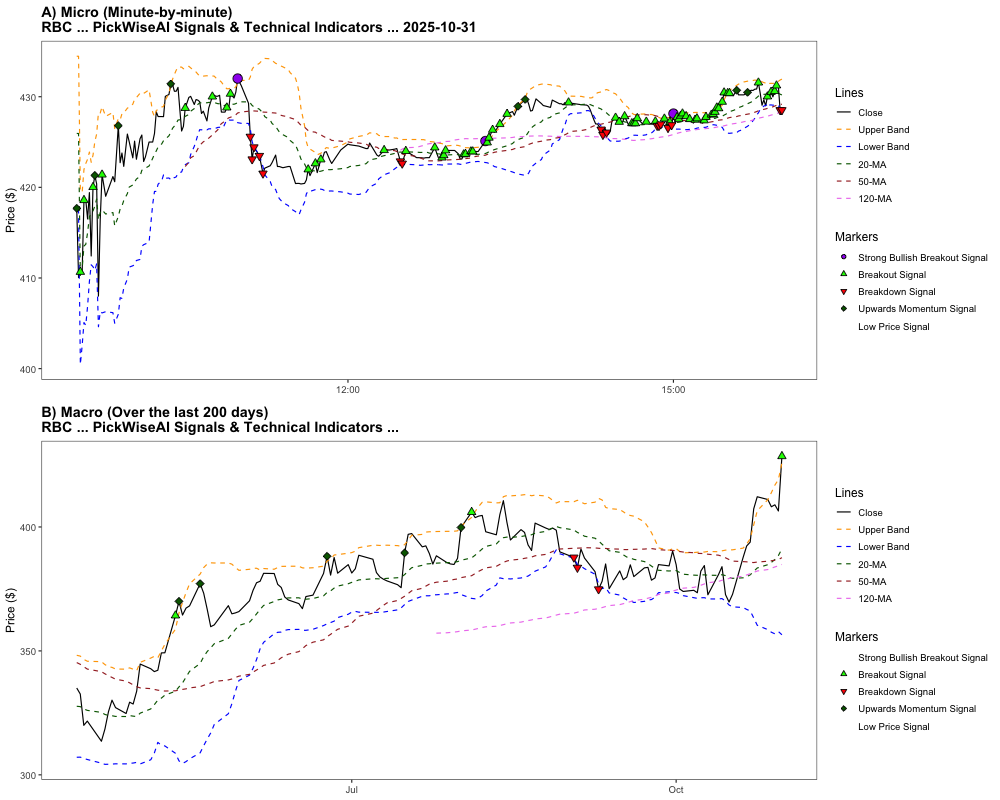 A) Micro (Minute-by-minute)
RBC ... PickWiseAI Signals & Technical Indicators ... 2025-10-31
Price ($)
430
420
410
400
12:00
15:00
Lines
Close
Upper Band
Lower Band
20-MA
50-MA
120-MA
Markers
Strong Bullish Breakout Signal
Breakout Signal
Breakdown Signal
Upwards Momentum Signal
Low Price Signal
B) Macro (Over the last 200 days)
RBC ... PickWiseAI Signals & Technical Indicators ...
Price ($)
400
350
300
Jul
Oct
Lines
Close
Upper Band
Lower Band
20-MA
50-MA
120-MA
Markers
Strong Bullish Breakout Signal
Breakout Signal
Breakdown Signal
Upwards Momentum Signal
Low Price Signal